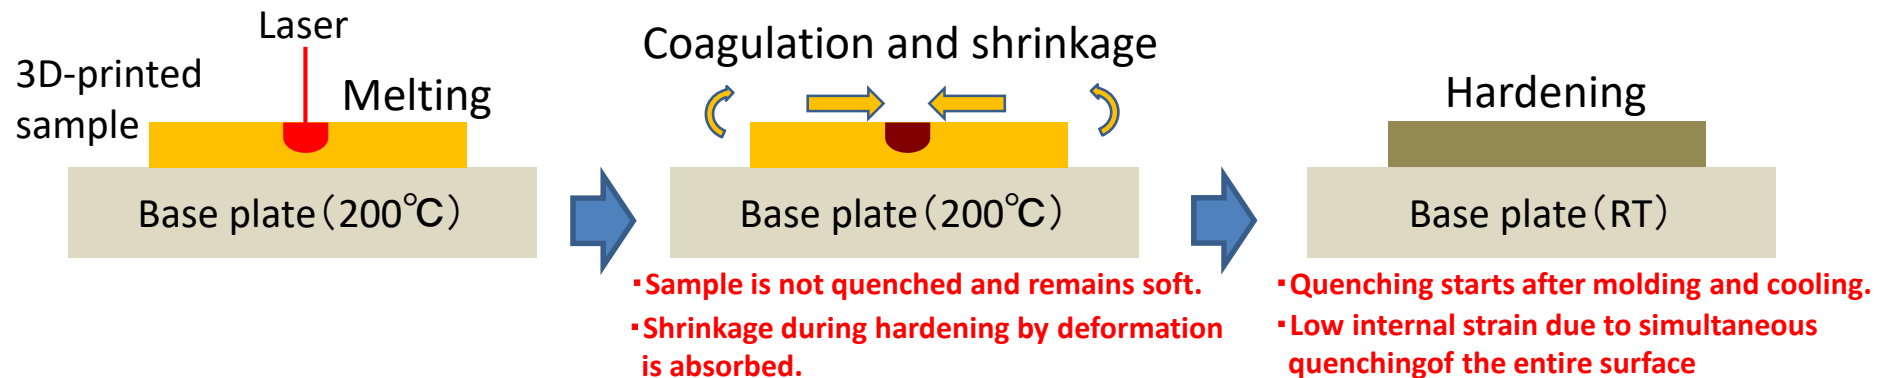 Laser
3D-printed
sample
Melting
Base plate（200℃）
Coagulation and shrinkage
Base plate（200℃）
・Sample is not quenched and remains soft.
・Shrinkage during hardening by deformation
is absorbed.
Hardening
Base plate（RT）
・Quenching starts after molding and cooling.
・Low internal strain due to simultaneous
quenchingof the entire surface